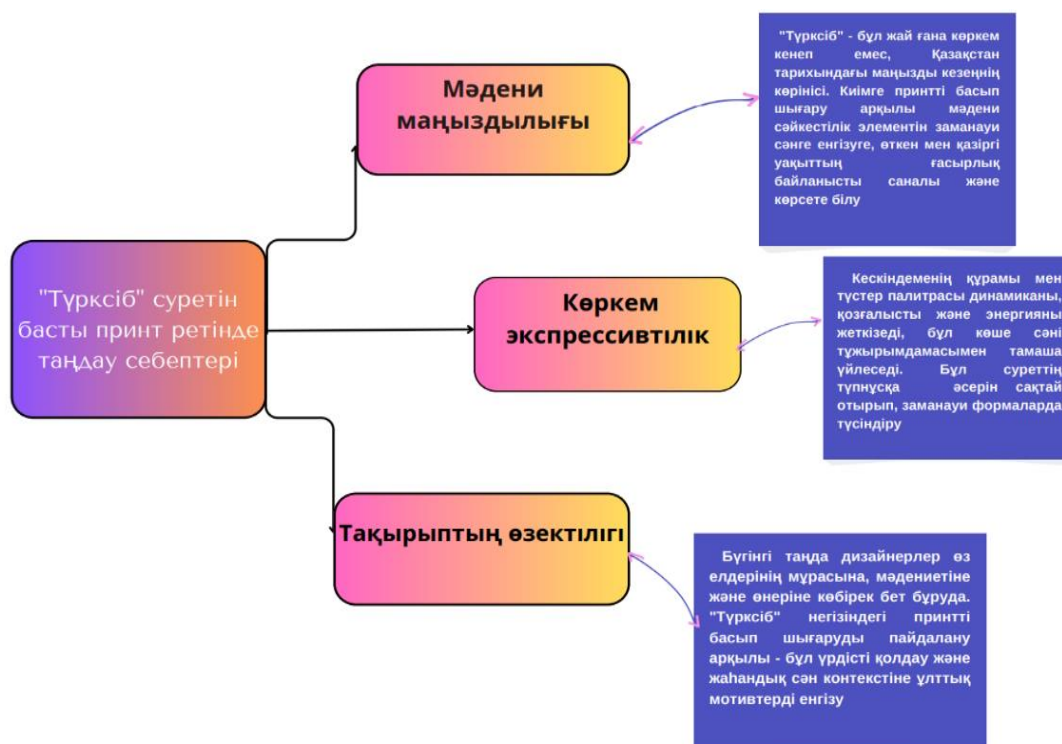 "Түрксіб" суретін
басты принт ретінде
таңдау себептері
Мәдени
маңыздылығы
"Түрксіб" - бұл жай ғана көркем
кенеп емес, Қазақстан
тарихындағы маңызды кезеңнің
көрінісі. Киімге принтті басып
шығару арқылы мәдени
сәйкестілік элементін заманауи
сәнге енгізуге, өткен мен қазіргі
уақыттың ғасырлық
байланысты саналы және
көрсете білу
Көркем
экспрессивтілік
Кескіндеменің құрамы мен
түстер палитрасы динамиканы,
қозғалысты және энергияны
жеткізеді, бұл көше сәні
тұжырымдамасымен тамаша
үйлеседі. Бұл суреттің
түпнұсқа әсерін сақтай
отырып, заманауи формаларда
түсіндіру
Тақырыптың өзектілігі
Бүгінгі таңда дизайнерлер өз
елдерінің мұрасына, мәдениетіне
және өнеріне көбірек бет бұруда.
"Түрксіб" негізіндегі принтті
басып шығаруды пайдалану
арқылы - бұл үрдісті қолдау және
жаһандық сән контекстіне ұлттық
мотивтерді енгізу